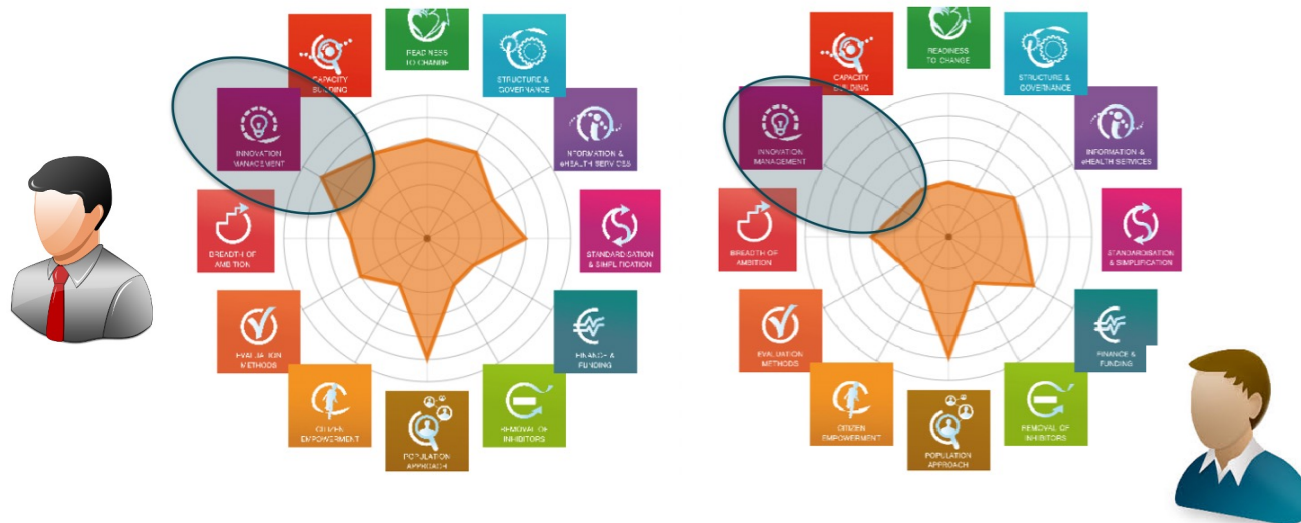 READINESS
TO CHANGE
CAPACITY
BUILDING
STRUCTURE &
GOVERNANCE
INNOVATION
MANAGEMENT
INFORMATION &
eHEALTH SERVICES
BREADTH OF
AMBITION
STANDARDISATION
& SIMPLIFICATION
EVALUATION
METHODS
FINANCE &
FUNDING
CITIZEN
EMPOWERMENT
REMOVAL OF
INHIBITORS
POPULATION
APPROACH
READINESS
TO CHANGE
CAPACITY
BUILDING
STRUCTURE &
GOVERNANCE
INNOVATION
MANAGEMENT
INFORMATION &
eHEALTH SERVICES
BREADTH OF
AMBITION
STANDARDISATION
& SIMPLIFICATION
EVALUATION
METHODS
FINANCE &
FUNDING
CITIZEN
EMPOWERMENT
REMOVAL OF
INHIBITORS
POPULATION
APPROACH